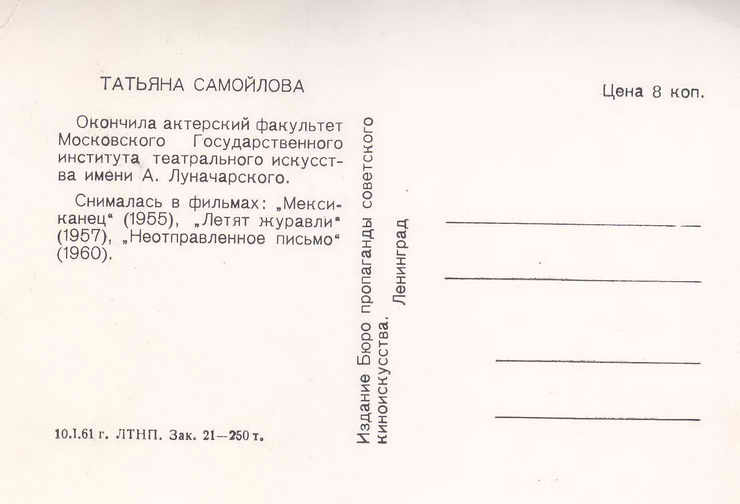 ТАТЬЯНА САМОЙЛОВА
Цена 8 коп.
Окончила актерский факультет
Московского Государственного
института театрального искусст-
ва имени А. Луначарского.
Снималась в фильмах: „Мекси-
канец“ (1955), „Летят журавли“
(1957), „Неотправленное письмо“
(1960).
Издание Бюро пропаганды советского
киноискусства. Ленинград
10.I.61 г. ЛТНП. Зак. 21—250 т.